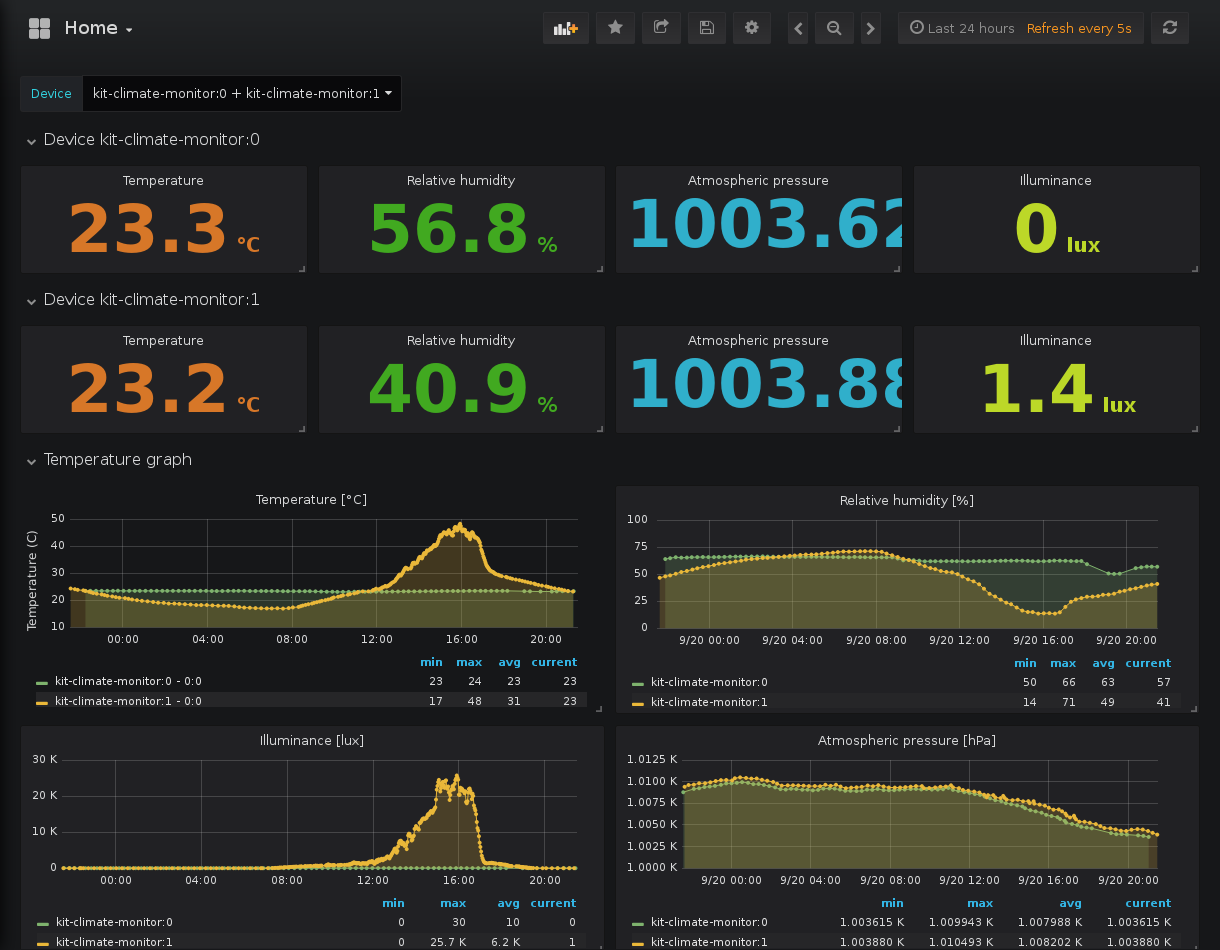 Home
Last 24 hours Refresh every 5s
Device kit-climate-monitor:0 + kit-climate-monitor:1
Device kit-climate-monitor:0
Temperature Relative humidity Atmospheric pressure Illuminance
23.3 °C 56.8 % 1003.62 0 lux
Device kit-climate-monitor:1
Temperature Relative humidity Atmospheric pressure Illuminance
23.2 °C 40.9 % 1003.88 1.4 lux
Temperature graph
Temperature [°C]
Temperature (C)
50
40
30
20
10
00:00 04:00 08:00 12:00 16:00 20:00
min max avg current
kit-climate-monitor:0 - 0:0 23 24 23 23
kit-climate-monitor:1 - 0:0 17 48 31 23
Relative humidity [%]
100
75
50
25
0
9/20 00:00 9/20 04:00 9/20 08:00 9/20 12:00 9/20 16:00 9/20 20:00
min max avg current
kit-climate-monitor:0 50 66 63 57
kit-climate-monitor:1 14 71 49 41
Illuminance [lux]
30 K
20 K
10 K
0
00:00 04:00 08:00 12:00 16:00 20:00
min max avg current
kit-climate-monitor:0 0 30 10 0
kit-climate-monitor:1 0 25.7 K 6.2 K 1
Atmospheric pressure [hPa]
1.0125 K
1.0100 K
1.0075 K
1.0050 K
1.0025 K
1.0000 K
9/20 00:00 9/20 04:00 9/20 08:00 9/20 12:00 9/20 16:00 9/20 20:00
min max avg current
kit-climate-monitor:0 1.003615 K 1.009943 K 1.007988 K 1.003615 K
kit-climate-monitor:1 1.003880 K 1.010493 K 1.008202 K 1.003880 K